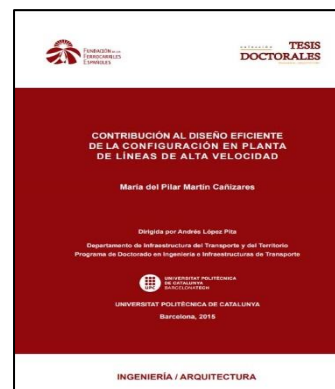 FUNDACIÓN DE LOS
FERROCARRILES
ESPAÑOLES
COLECCIÓN TESIS
DOCTORALES
CONTRIBUCIÓN AL DISEÑO EFICIENTE
DE LA CONFIGURACIÓN EN PLANTA
DE LÍNEAS DE ALTA VELOCIDAD
María del Pilar Martín Cañizares
Dirigida por Andrés López Pita
Departamento de Infraestructura del Transporte y del Territorio
Programa de Doctorado en Ingeniería e Infraestructuras de Transporte
UPC
UNIVERSITAT POLITÈCNICA
DE CATALUNYA
BARCELONATECH
UNIVERSITAT POLITÈCNICA DE CATALUNYA
Barcelona, 2015
INGENIERÍA / ARQUITECTURA